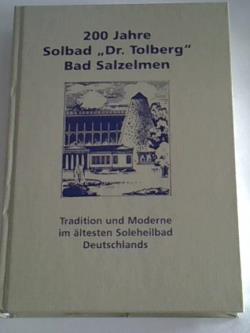 200 Jahre
Solbad „Dr. Tolberg“
Bad Salzelmen
Tradition und Moderne
im ältesten Soleheilbad
Deutschlands